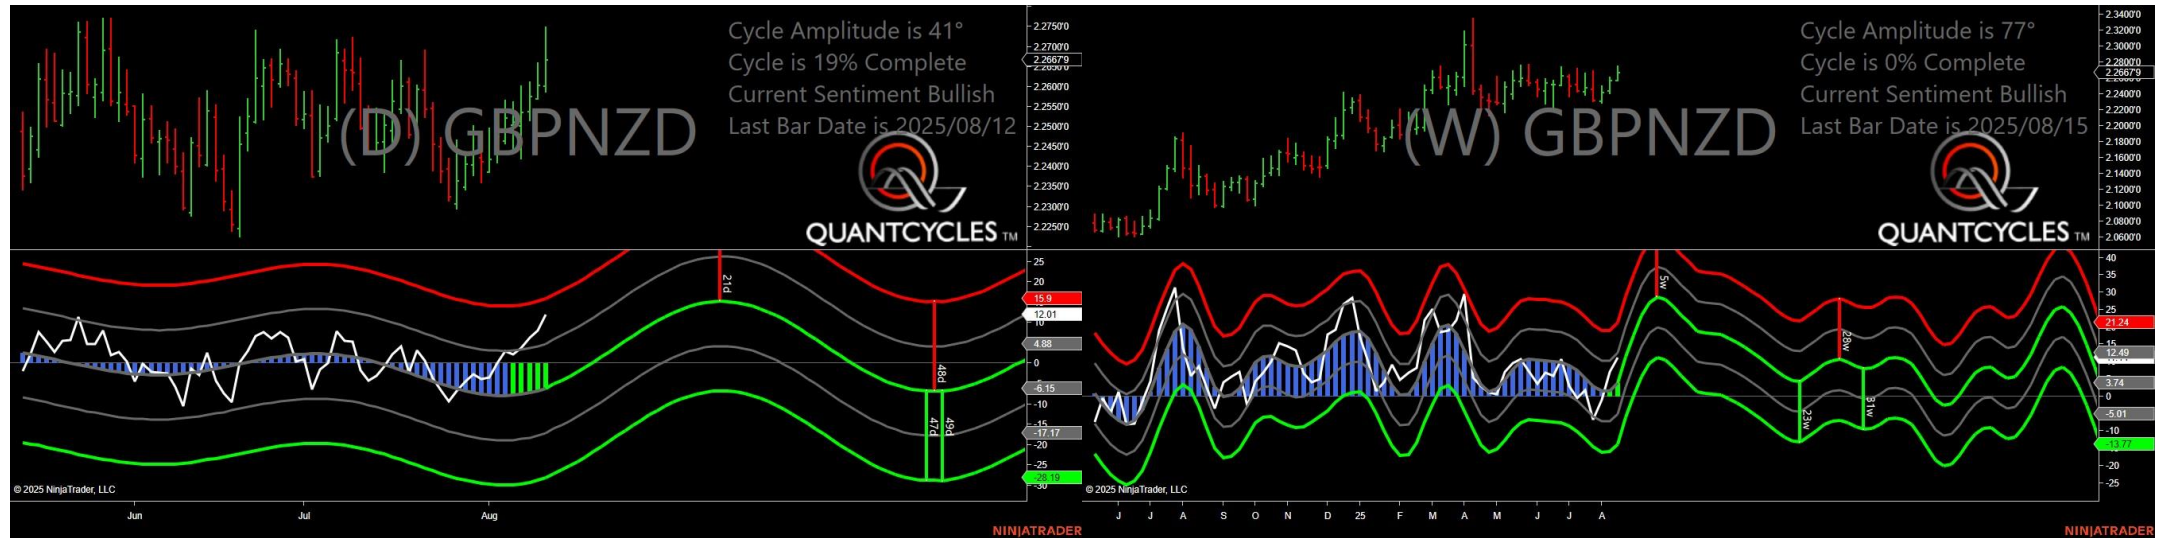 Cycle Amplitude is 41°
Cycle is 19% Complete
Current Sentiment Bullish
Last Bar Date is 2025/08/12
(D) GBPNZD
QUANTCYCLES TM
2.2750'0
2.2700'0
2.2667'9
2.2650'0
2.2600'0
2.2550'0
2.2500'0
2.2450'0
2.2400'0
2.2350'0
2.2300'0
2.2250'0
21d
48d
47d
49d
25
20
15.9
12.01
10
4.88
0
-6.15
-10
-15
-17.17
-20
-25
-28.19
-30
© 2025 NinjaTrader, LLC
Jun
Jul
Aug
NINJATRADER
Cycle Amplitude is 77°
Cycle is 0% Complete
Current Sentiment Bullish
Last Bar Date is 2025/08/15
(W) GBPNZD
QUANTCYCLES TM
2.3400'0
2.3200'0
2.3000'0
2.2800'0
2.2667'9
2.2400'0
2.2200'0
2.2000'0
2.1800'0
2.1600'0
2.1400'0
2.1200'0
2.1000'0
2.0800'0
2.0600'0
5w
28w
23w
31w
40
35
30
25
21.24
15
12.49
3.74
0
-5.01
-10
-13.77
-20
-25
© 2025 NinjaTrader, LLC
J
J
A
S
O
N
D
25
F
M
A
M
J
J
A
NINJATRADER